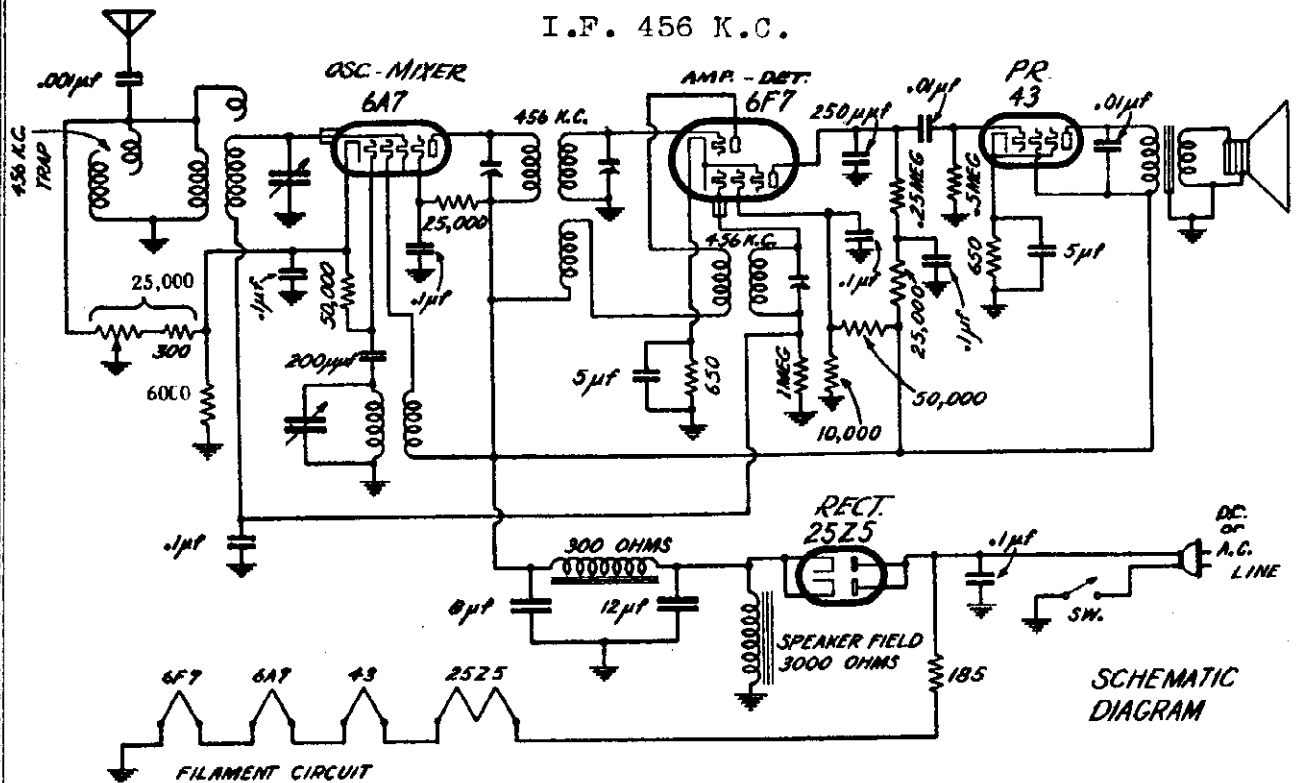 I.F. 456 K.C.
.001µf
OSC.-MIXER
6A7
456 K.C.
AMP. - DET.
6F7
250µµf
.01µf
PR.
43
.01µf
456 K.C.
TRAP
25,000
.1µf
456 K.C.
.1µf
.25MEG
.5MEG
650
5µf
25,000
.1µf
50,000
300
6000
200µµf
5µf
650
1MEG
25,000
.1µf
50,000
10,000
.1µf
300 OHMS
8µf
12µf
RECT.
25Z5
.1µf
D.C.
or
A.C.
LINE
SW.
SPEAKER FIELD
3000 OHMS
185
SCHEMATIC
DIAGRAM
6F7
6A7
43
25Z5
FILAMENT CIRCUIT